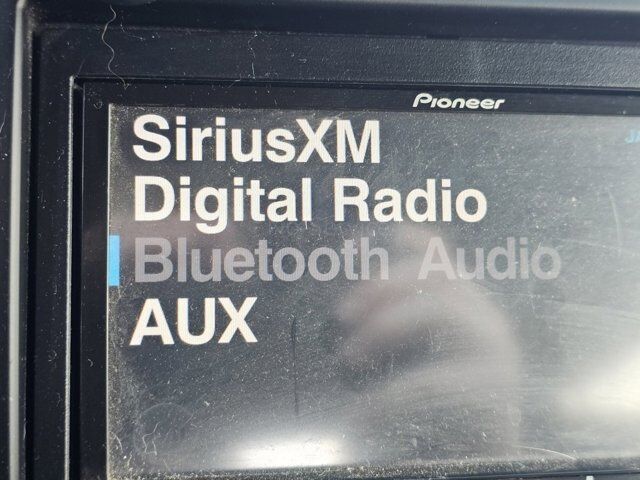 Pioneer
SiriusXM
Digital Radio
Bluetooth Audio
AUX